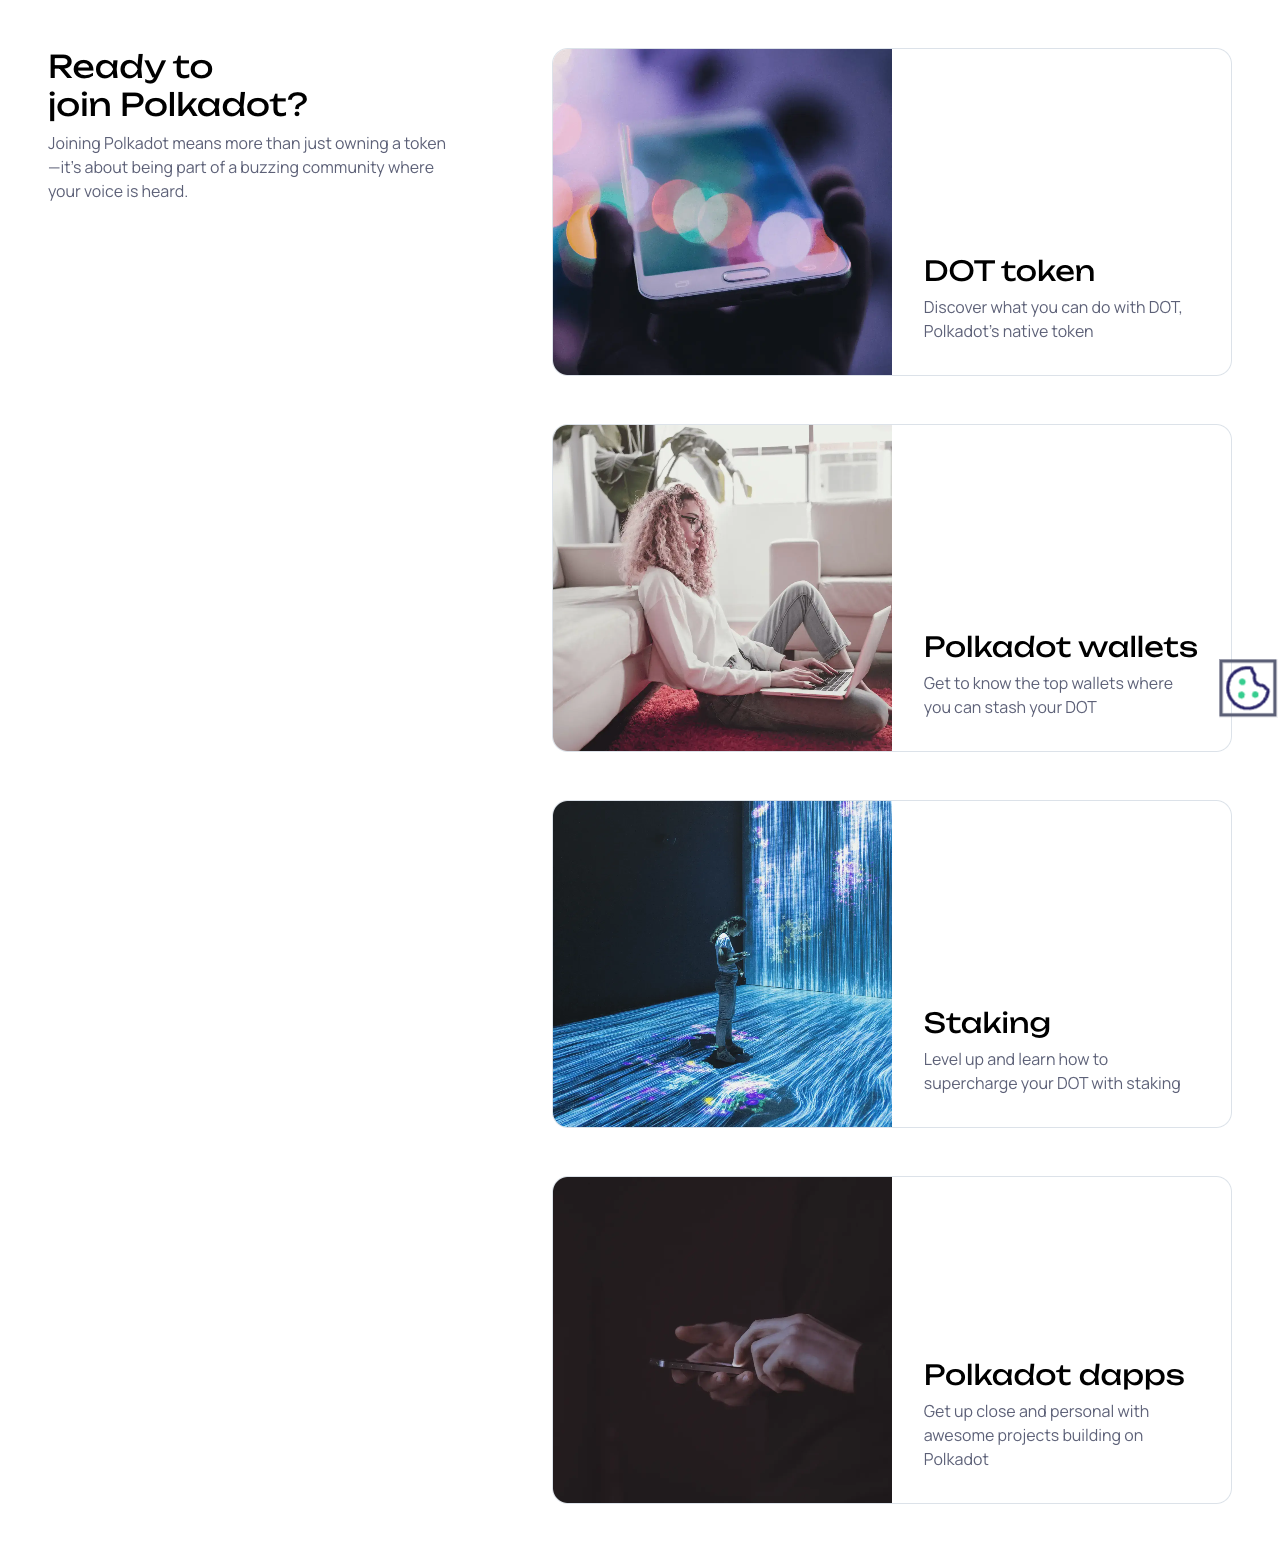 Ready to
join Polkadot?
Joining Polkadot means more than just owning a token
—it's about being part of a buzzing community where
your voice is heard.
DOT token
Discover what you can do with DOT,
Polkadot's native token
Polkadot wallets
Get to know the top wallets where
you can stash your DOT
Staking
Level up and learn how to
supercharge your DOT with staking
Polkadot dapps
Get up close and personal with
awesome projects building on
Polkadot